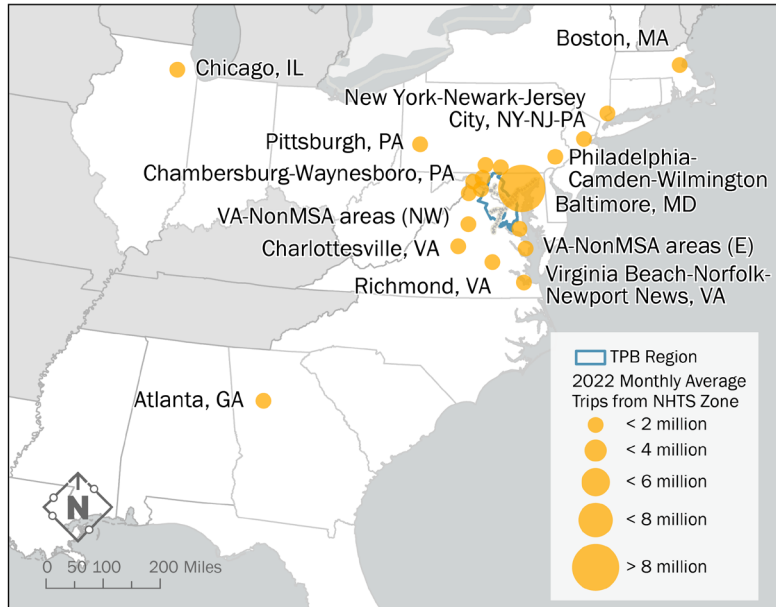 Boston, MA
Chicago, IL
New York-Newark-Jersey
City, NY-NJ-PA
Pittsburgh, PA
Philadelphia-
Camden-Wilmington
Chambersburg-Waynesboro, PA
Baltimore, MD
VA-NonMSA areas (NW)
Charlottesville, VA
VA-NonMSA areas (E)
Richmond, VA
Virginia Beach-Norfolk-
Newport News, VA
Atlanta, GA
TPB Region
2022 Monthly Average
Trips from NHTS Zone
< 2 million
< 4 million
< 6 million
< 8 million
> 8 million
N
0 50 100 200 Miles